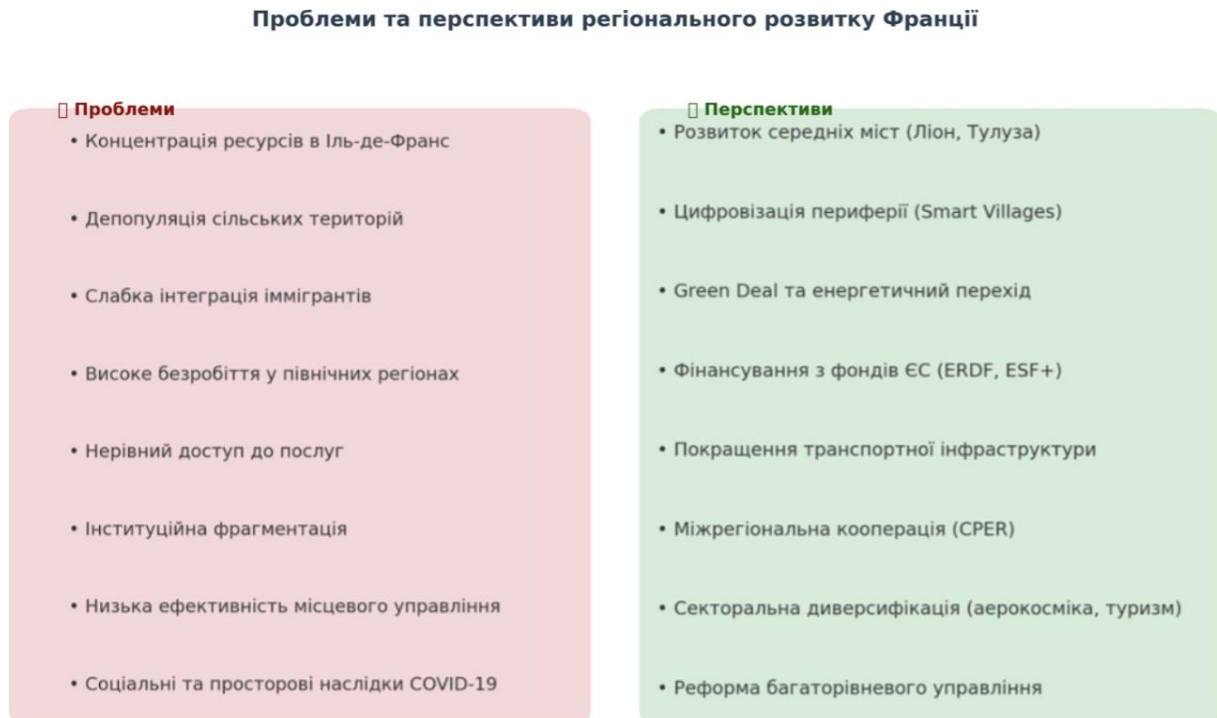 Проблеми та перспективи регіонального розвитку Франції
Проблеми
• Концентрація ресурсів в Іль-де-Франс
• Депопуляція сільських територій
• Слабка інтеграція іммігрантів
• Високе безробіття у північних регіонах
• Нерівний доступ до послуг
• Інституційна фрагментація
• Низька ефективність місцевого управління
• Соціальні та просторові наслідки COVID-19
Перспективи
• Розвиток середніх міст (Ліон, Тулуза)
• Цифровізація периферії (Smart Villages)
• Green Deal та енергетичний перехід
• Фінансування з фондів ЄС (ERDF, ESF+)
• Покращення транспортної інфраструктури
• Міжрегіональна кооперація (CPER)
• Секторальна диверсифікація (аерокосміка, туризм)
• Реформа багаторівневого управління